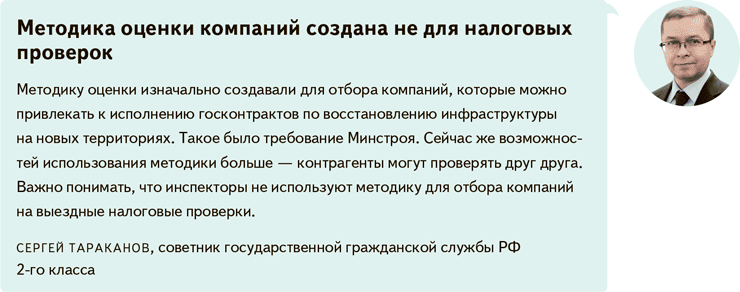 Методика оценки компаний создана не для налоговых
проверок
Методику оценки изначально создавали для отбора компаний, которые можно
привлекать к исполнению госконтрактов по восстановлению инфраструктуры
на новых территориях. Такое было требование Минстроя. Сейчас же возможнос-
тей использования методики больше — контрагенты могут проверять друг друга.
Важно понимать, что инспекторы не используют методику для отбора компаний
на выездные налоговые проверки.
СЕРГЕЙ ТАРАКАНОВ, советник государственной гражданской службы РФ
2-го класса